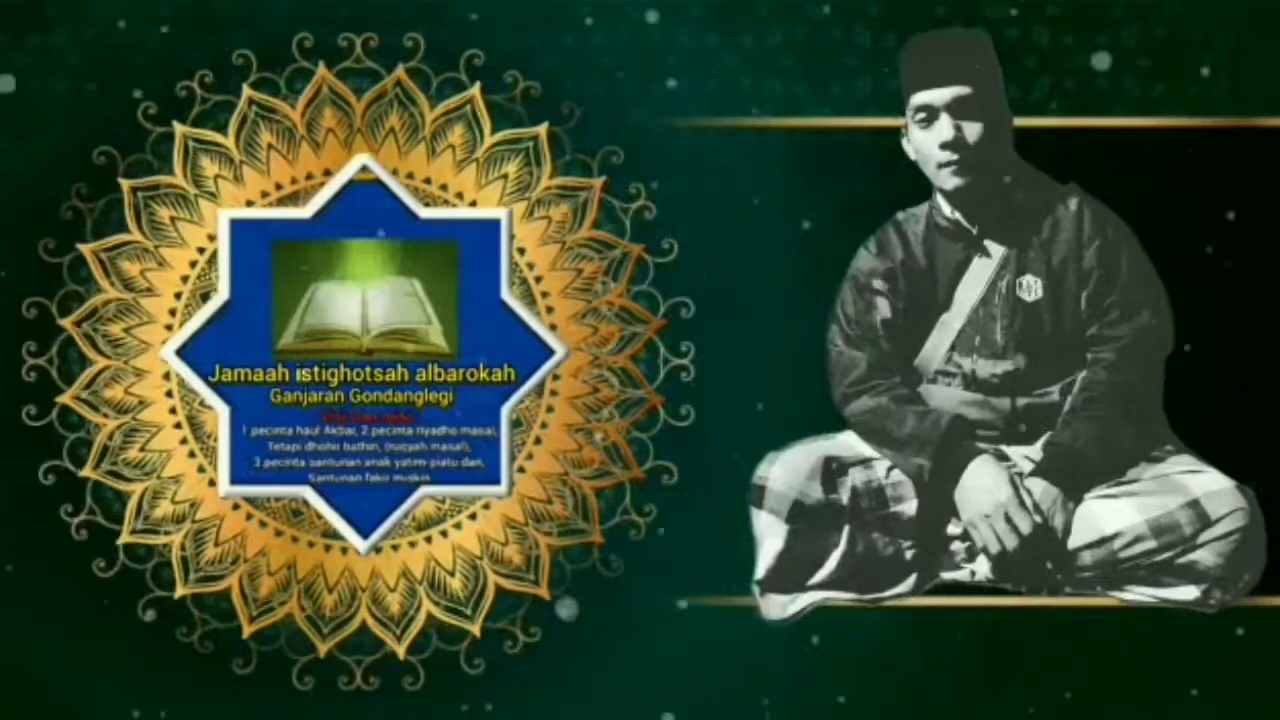 Jamaah istighotsah albarokah
Ganjaran Gondanglegi
1.pecinta haul Akbar, 2.pecinta riyadho masal,
Tetapi dhohir bathin, (ruqyah masal),
3.pecinta santunan anak yatim-piatu dan,
Santunan fakir miskin